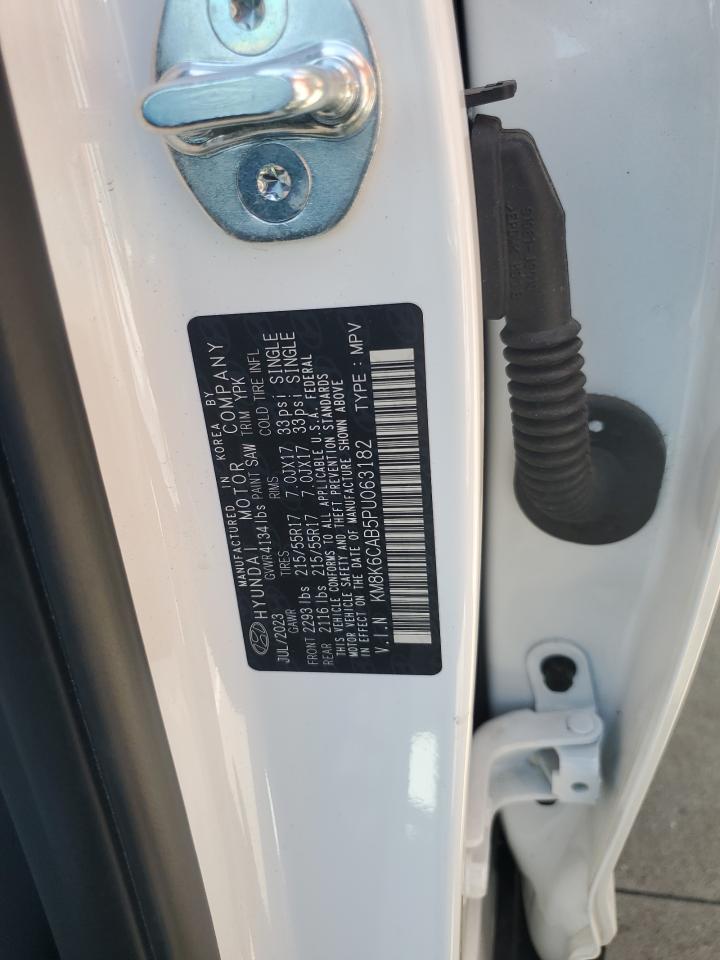 MANUFACTURED IN KOREA BY
HYUNDAI MOTOR COMPANY
JUL/2023 GVWR 4134 lbs PAINT SAW TRIM YPK
GAWR TIRES RIMS COLD TIRE INFL
FRONT 2293 lbs 215/55R17 7.0JX17 33psi SINGLE
REAR 2116 lbs 215/55R17 7.0JX17 33psi SINGLE
THIS VEHICLE CONFORMS TO ALL APPLICABLE U.S.A. FEDERAL
MOTOR VEHICLE SAFETY AND THEFT PREVENTION STANDARDS
IN EFFECT ON THE DATE OF MANUFACTURE SHOWN ABOVE
V.I.N KM8K6CAB5PU063182 TYPE : MPV